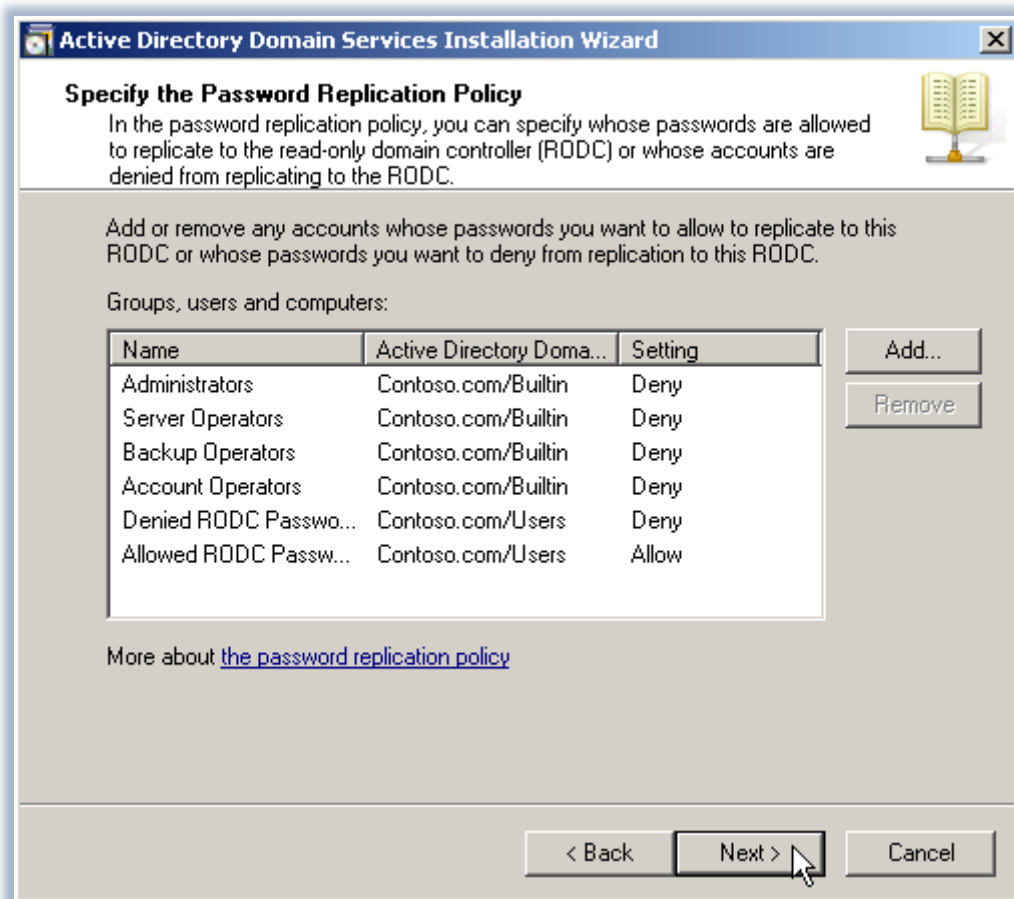 Active Directory Domain Services Installation Wizard
Specify the Password Replication Policy
In the password replication policy, you can specify whose passwords are allowed
to replicate to the read-only domain controller (RODC) or whose accounts are
denied from replicating to the RODC.
Add or remove any accounts whose passwords you want to allow to replicate to this
RODC or whose passwords you want to deny from replication to this RODC.
Groups, users and computers:
Name Active Directory Doma... Setting Add...
Administrators Contoso.com/Builtin Deny Remove
Server Operators Contoso.com/Builtin Deny
Backup Operators Contoso.com/Builtin Deny
Account Operators Contoso.com/Builtin Deny
Denied RODC Passwo... Contoso.com/Users Deny
Allowed RODC Passw... Contoso.com/Users Allow
More about the password replication policy
< Back Next > Cancel